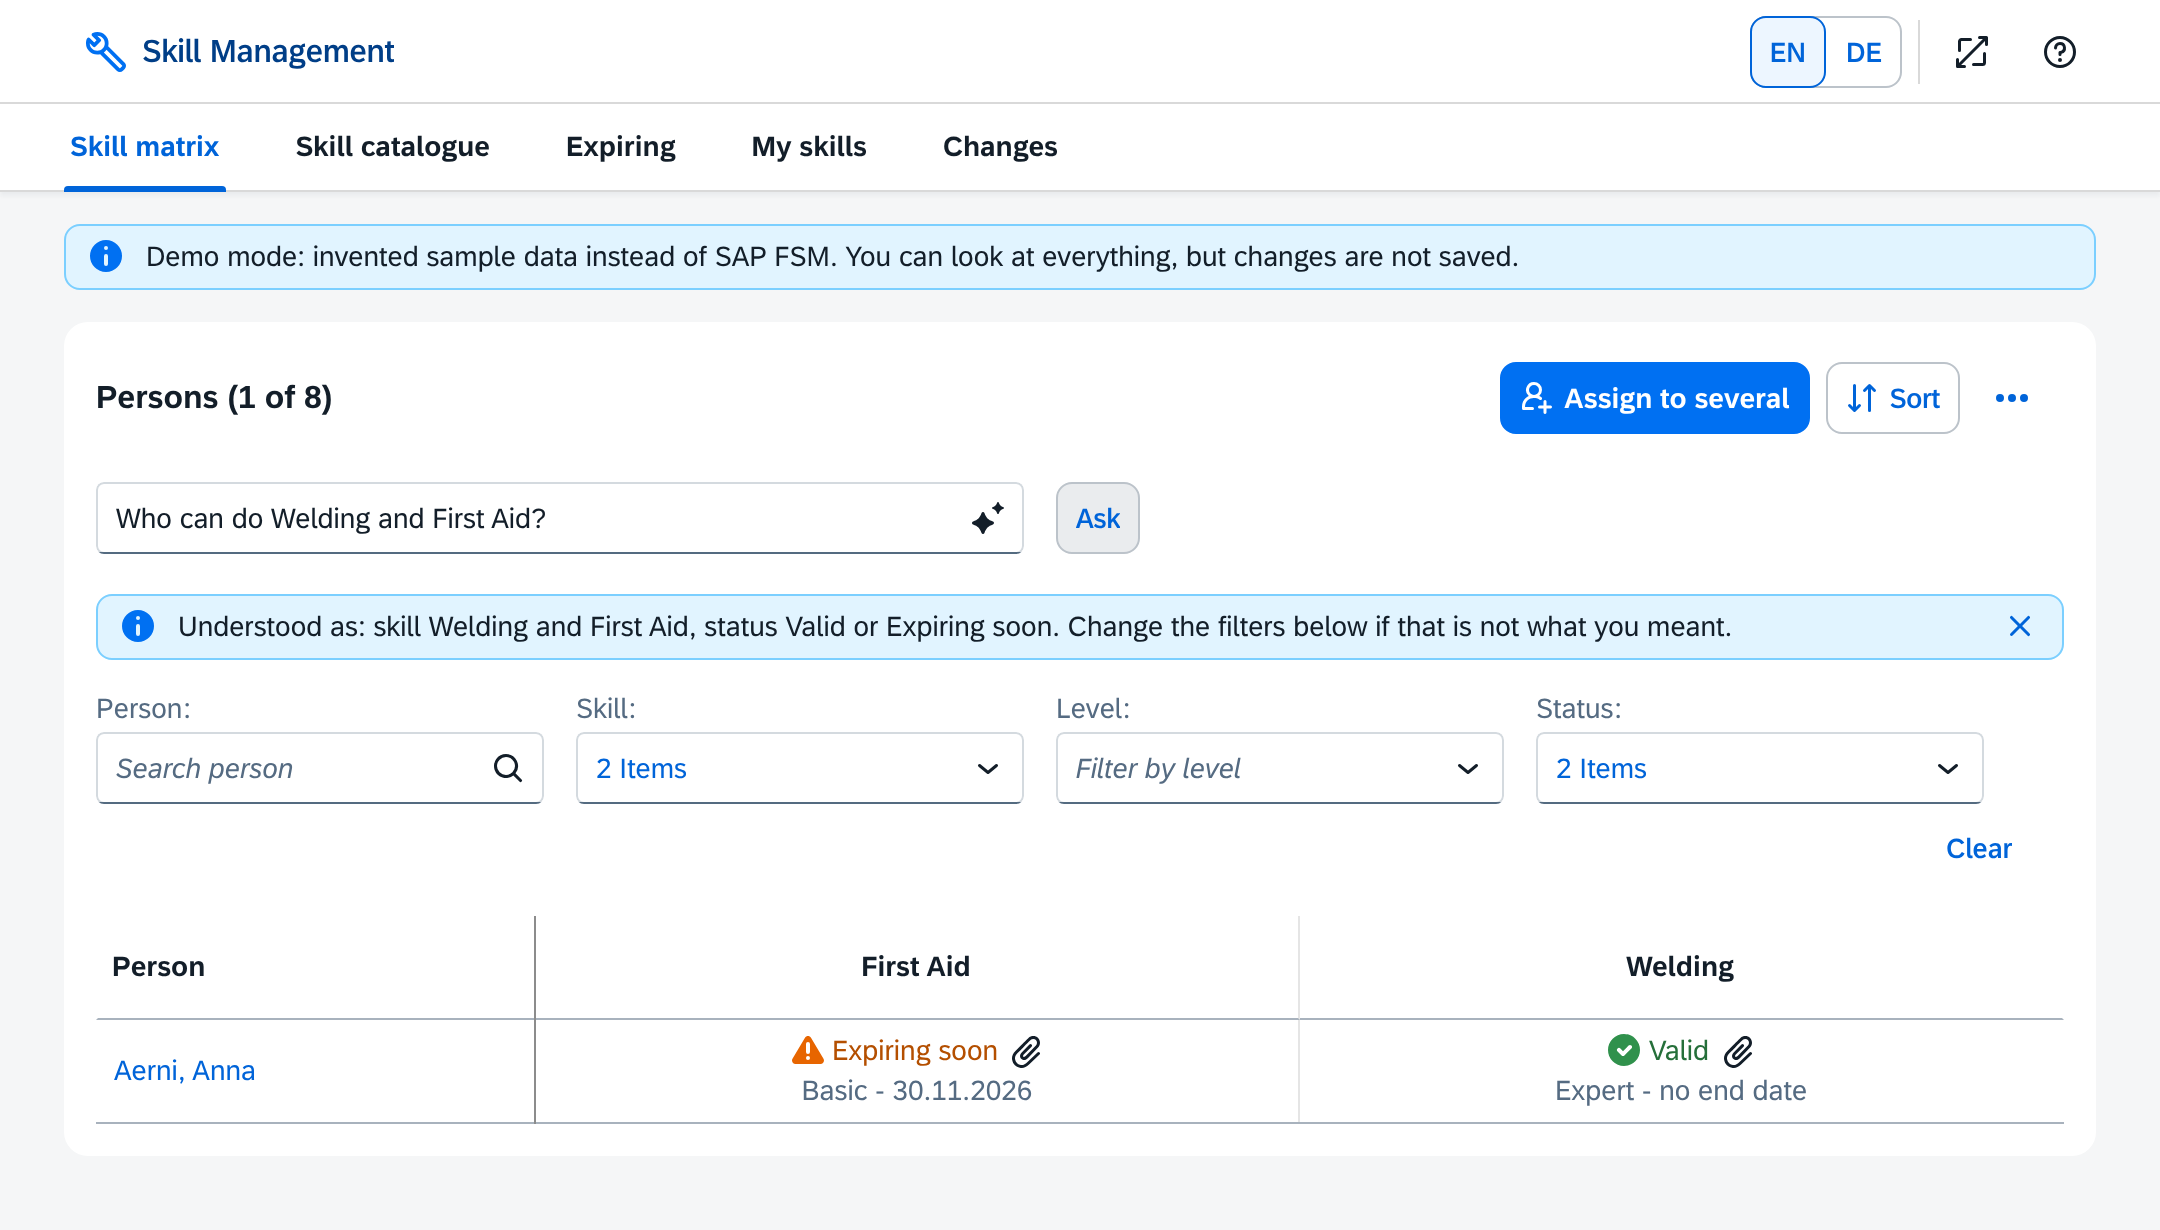 Skill Management
EN DE
Skill matrix Skill catalogue Expiring My skills Changes
Demo mode: invented sample data instead of SAP FSM. You can look at everything, but changes are not saved.
Persons (1 of 8)
Assign to several Sort
Who can do Welding and First Aid? Ask
Understood as: skill Welding and First Aid, status Valid or Expiring soon. Change the filters below if that is not what you meant.
Person: Skill: Level: Status:
Search person 2 Items Filter by level 2 Items
Clear
Person First Aid Welding
Aerni, Anna
Expiring soon
Basic - 30.11.2026
Valid
Expert - no end date